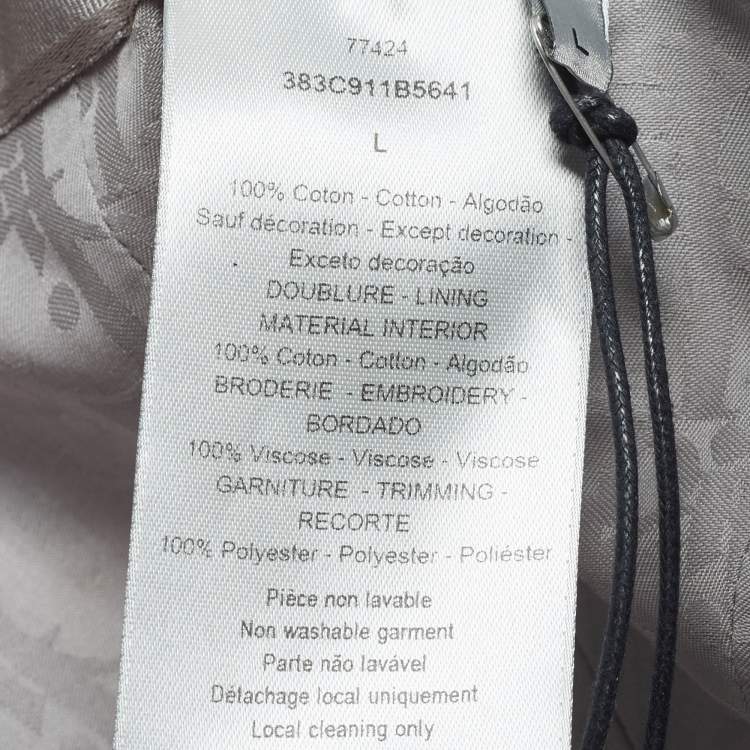 L
77424
383C911B5641
L
100% Coton - Cotton - Algodão
Sauf décoration - Except decoration -
Exceto decoração
DOUBLURE - LINING
MATERIAL INTERIOR
100% Coton - Cotton - Algodão
BRODERIE - EMBROIDERY -
BORDADO
100% Viscose - Viscose - Viscose
GARNITURE - TRIMMING -
RECORTE
100% Polyester - Polyester - Poliéster
Pièce non lavable
Non washable garment
Parte não lavável
Détachage local uniquement
Local cleaning only